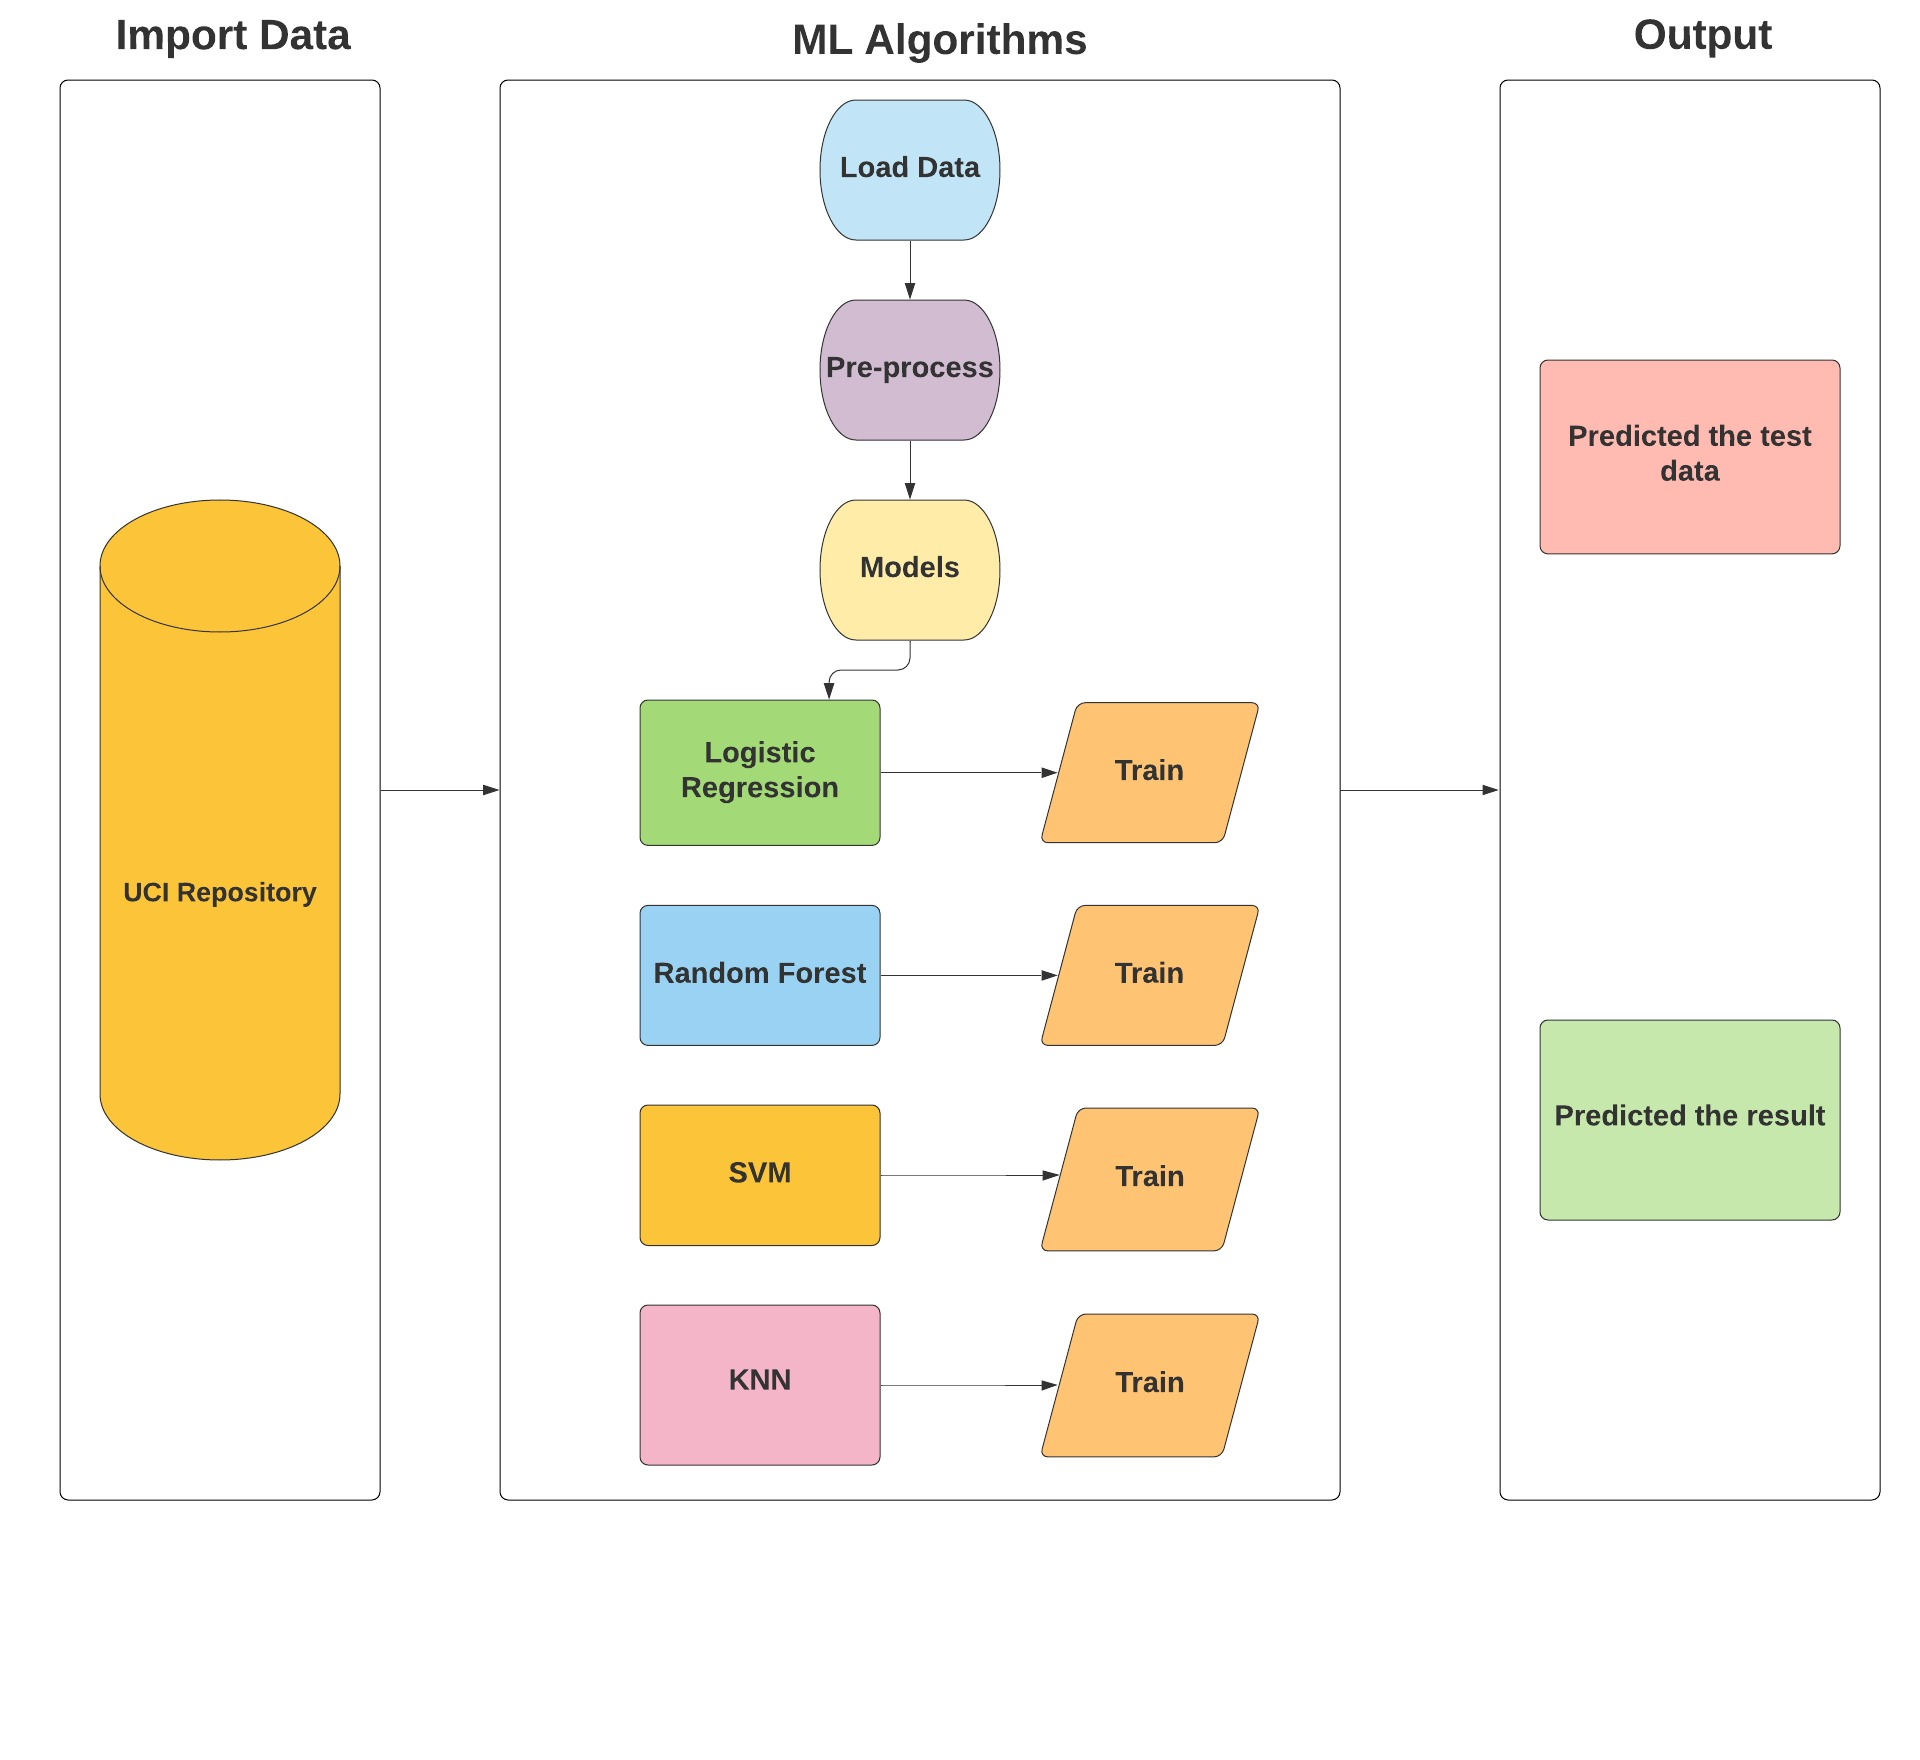 Import Data
ML Algorithms
Output
UCI Repository
Load Data
Pre-process
Models
Logistic
Regression
Train
Random Forest
Train
SVM
Train
KNN
Train
Predicted the test
data
Predicted the result